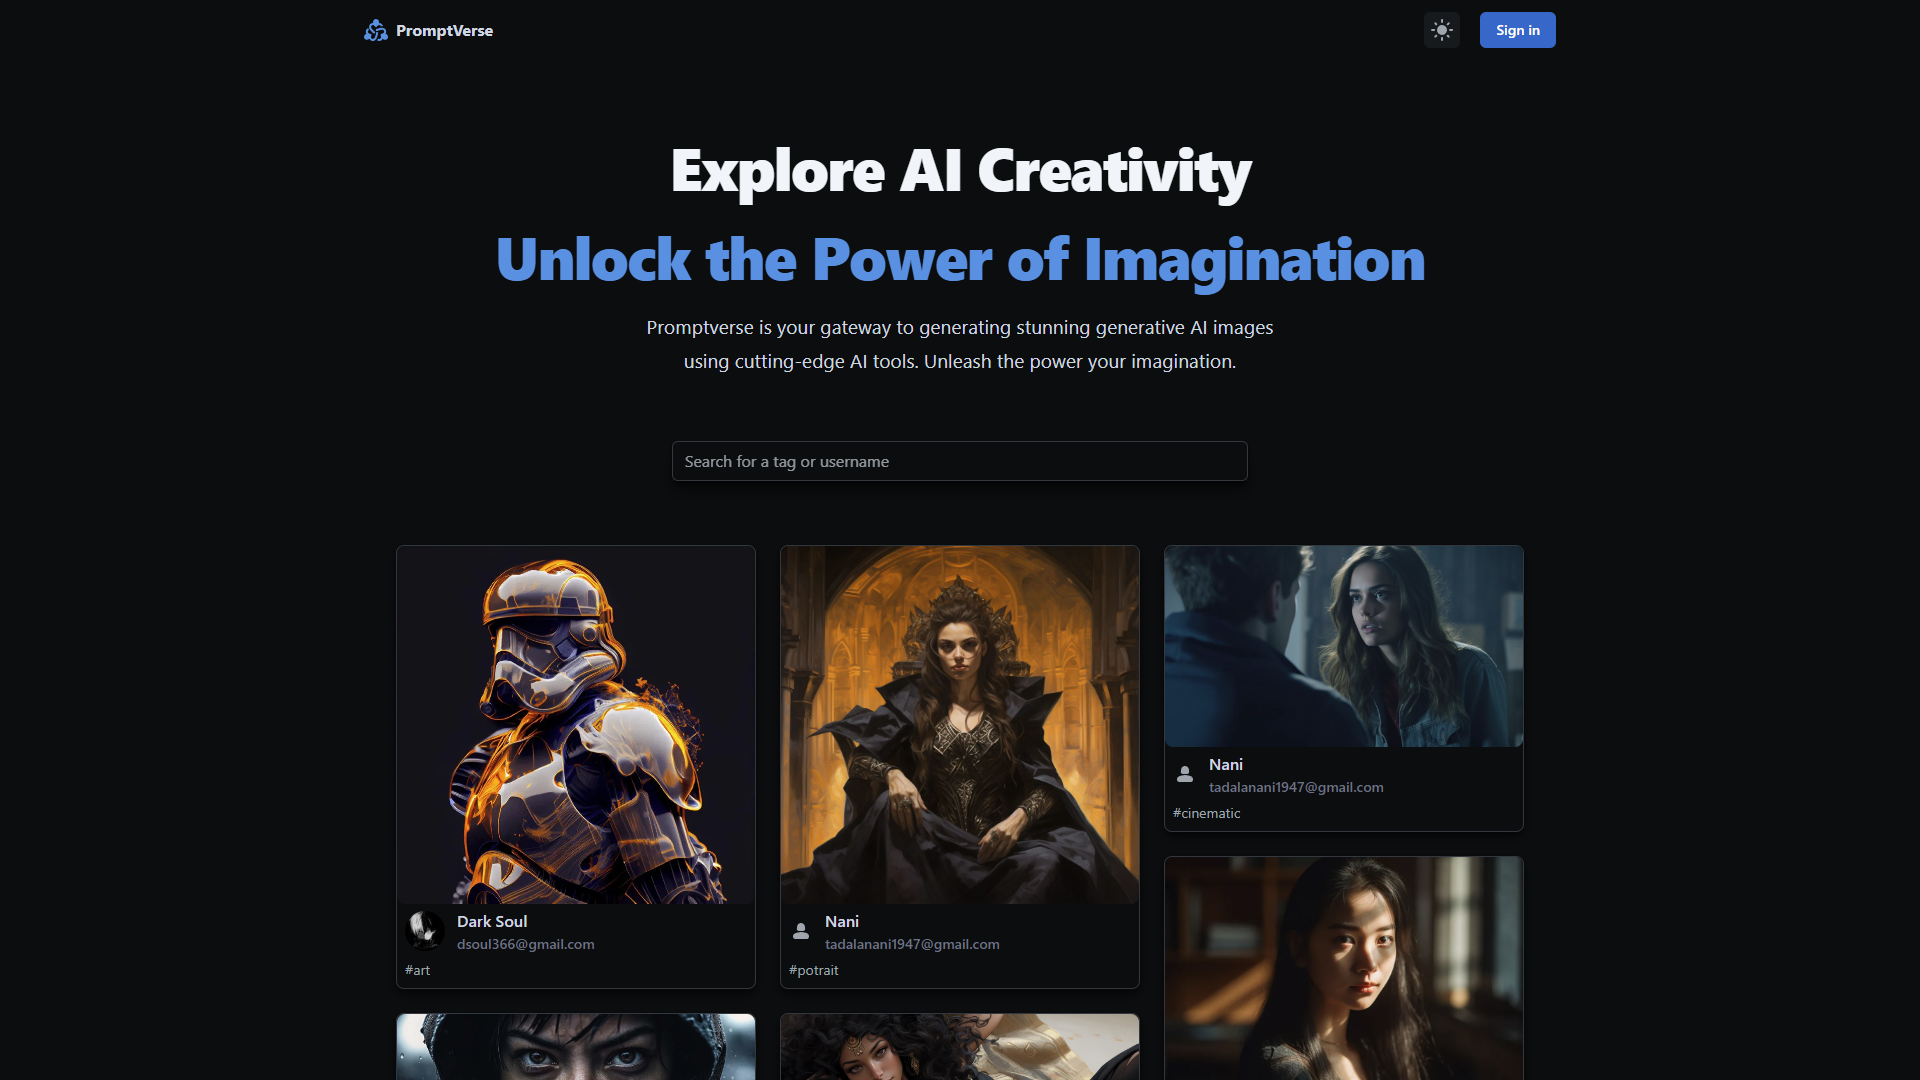 PromptVerse
Sign in
Explore AI Creativity
Unlock the Power of Imagination
Promptverse is your gateway to generating stunning generative AI images
using cutting-edge AI tools. Unleash the power your imagination.
Search for a tag or username
Dark Soul
dsoul366@gmail.com
#art
Nani
tadalanani1947@gmail.com
#potrait
Nani
tadalanani1947@gmail.com
#cinematic